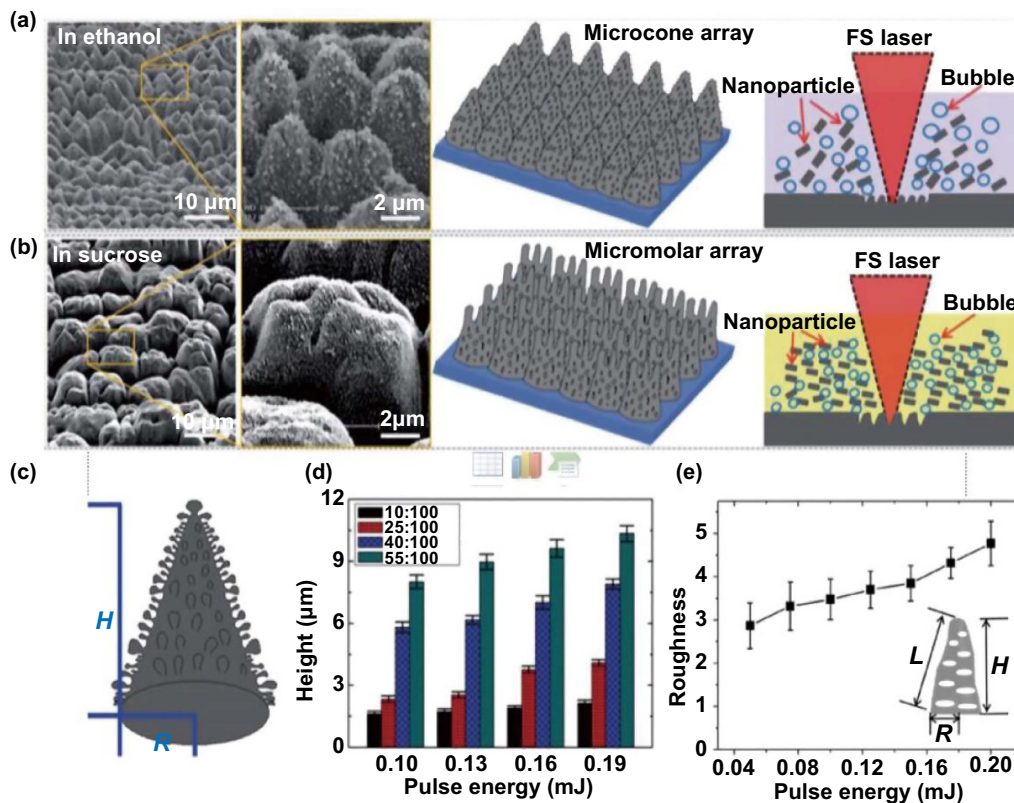 (a)
In ethanol
10 μm
2 μm
Microcone array
FS laser
Nanoparticle
Bubble
(b)
In sucrose
10 μm
2μm
Micromolar array
FS laser
Nanoparticle
Bubble
(c)
H
R
(d)
12
9
6
3
0
Height (μm)
10:100
25:100
40:100
55:100
0.10 0.13 0.16 0.19
Pulse energy (mJ)
(e)
5
4
3
2
1
0
Roughness
L
H
R
0.04 0.08 0.12 0.16 0.20
Pulse energy (mJ)